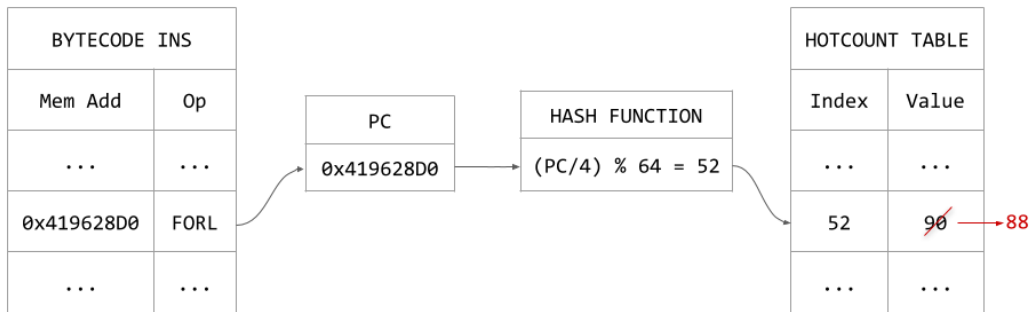 BYTECODE INS
Mem Add Op
... ...
0x419628D0 FORL
... ...
PC
0x419628D0
HASH FUNCTION
(PC/4) % 64 = 52
HOTCOUNT TABLE
Index Value
... ...
52 90 88
... ...